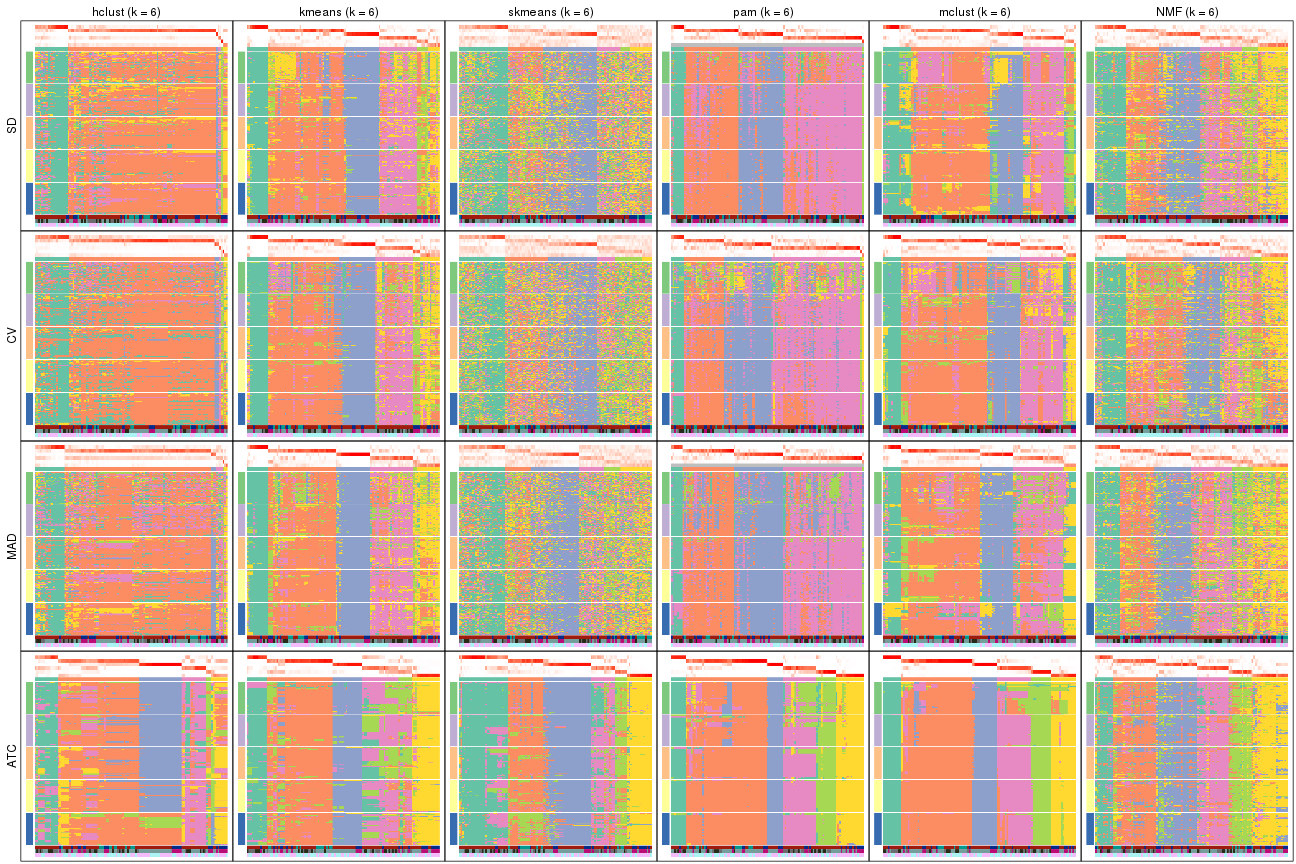 hclust (k = 6) kmeans (k = 6) skmeans (k = 6) pam (k = 6) mclust (k = 6) NMF (k = 6)
SD
CV
MAD
ATC